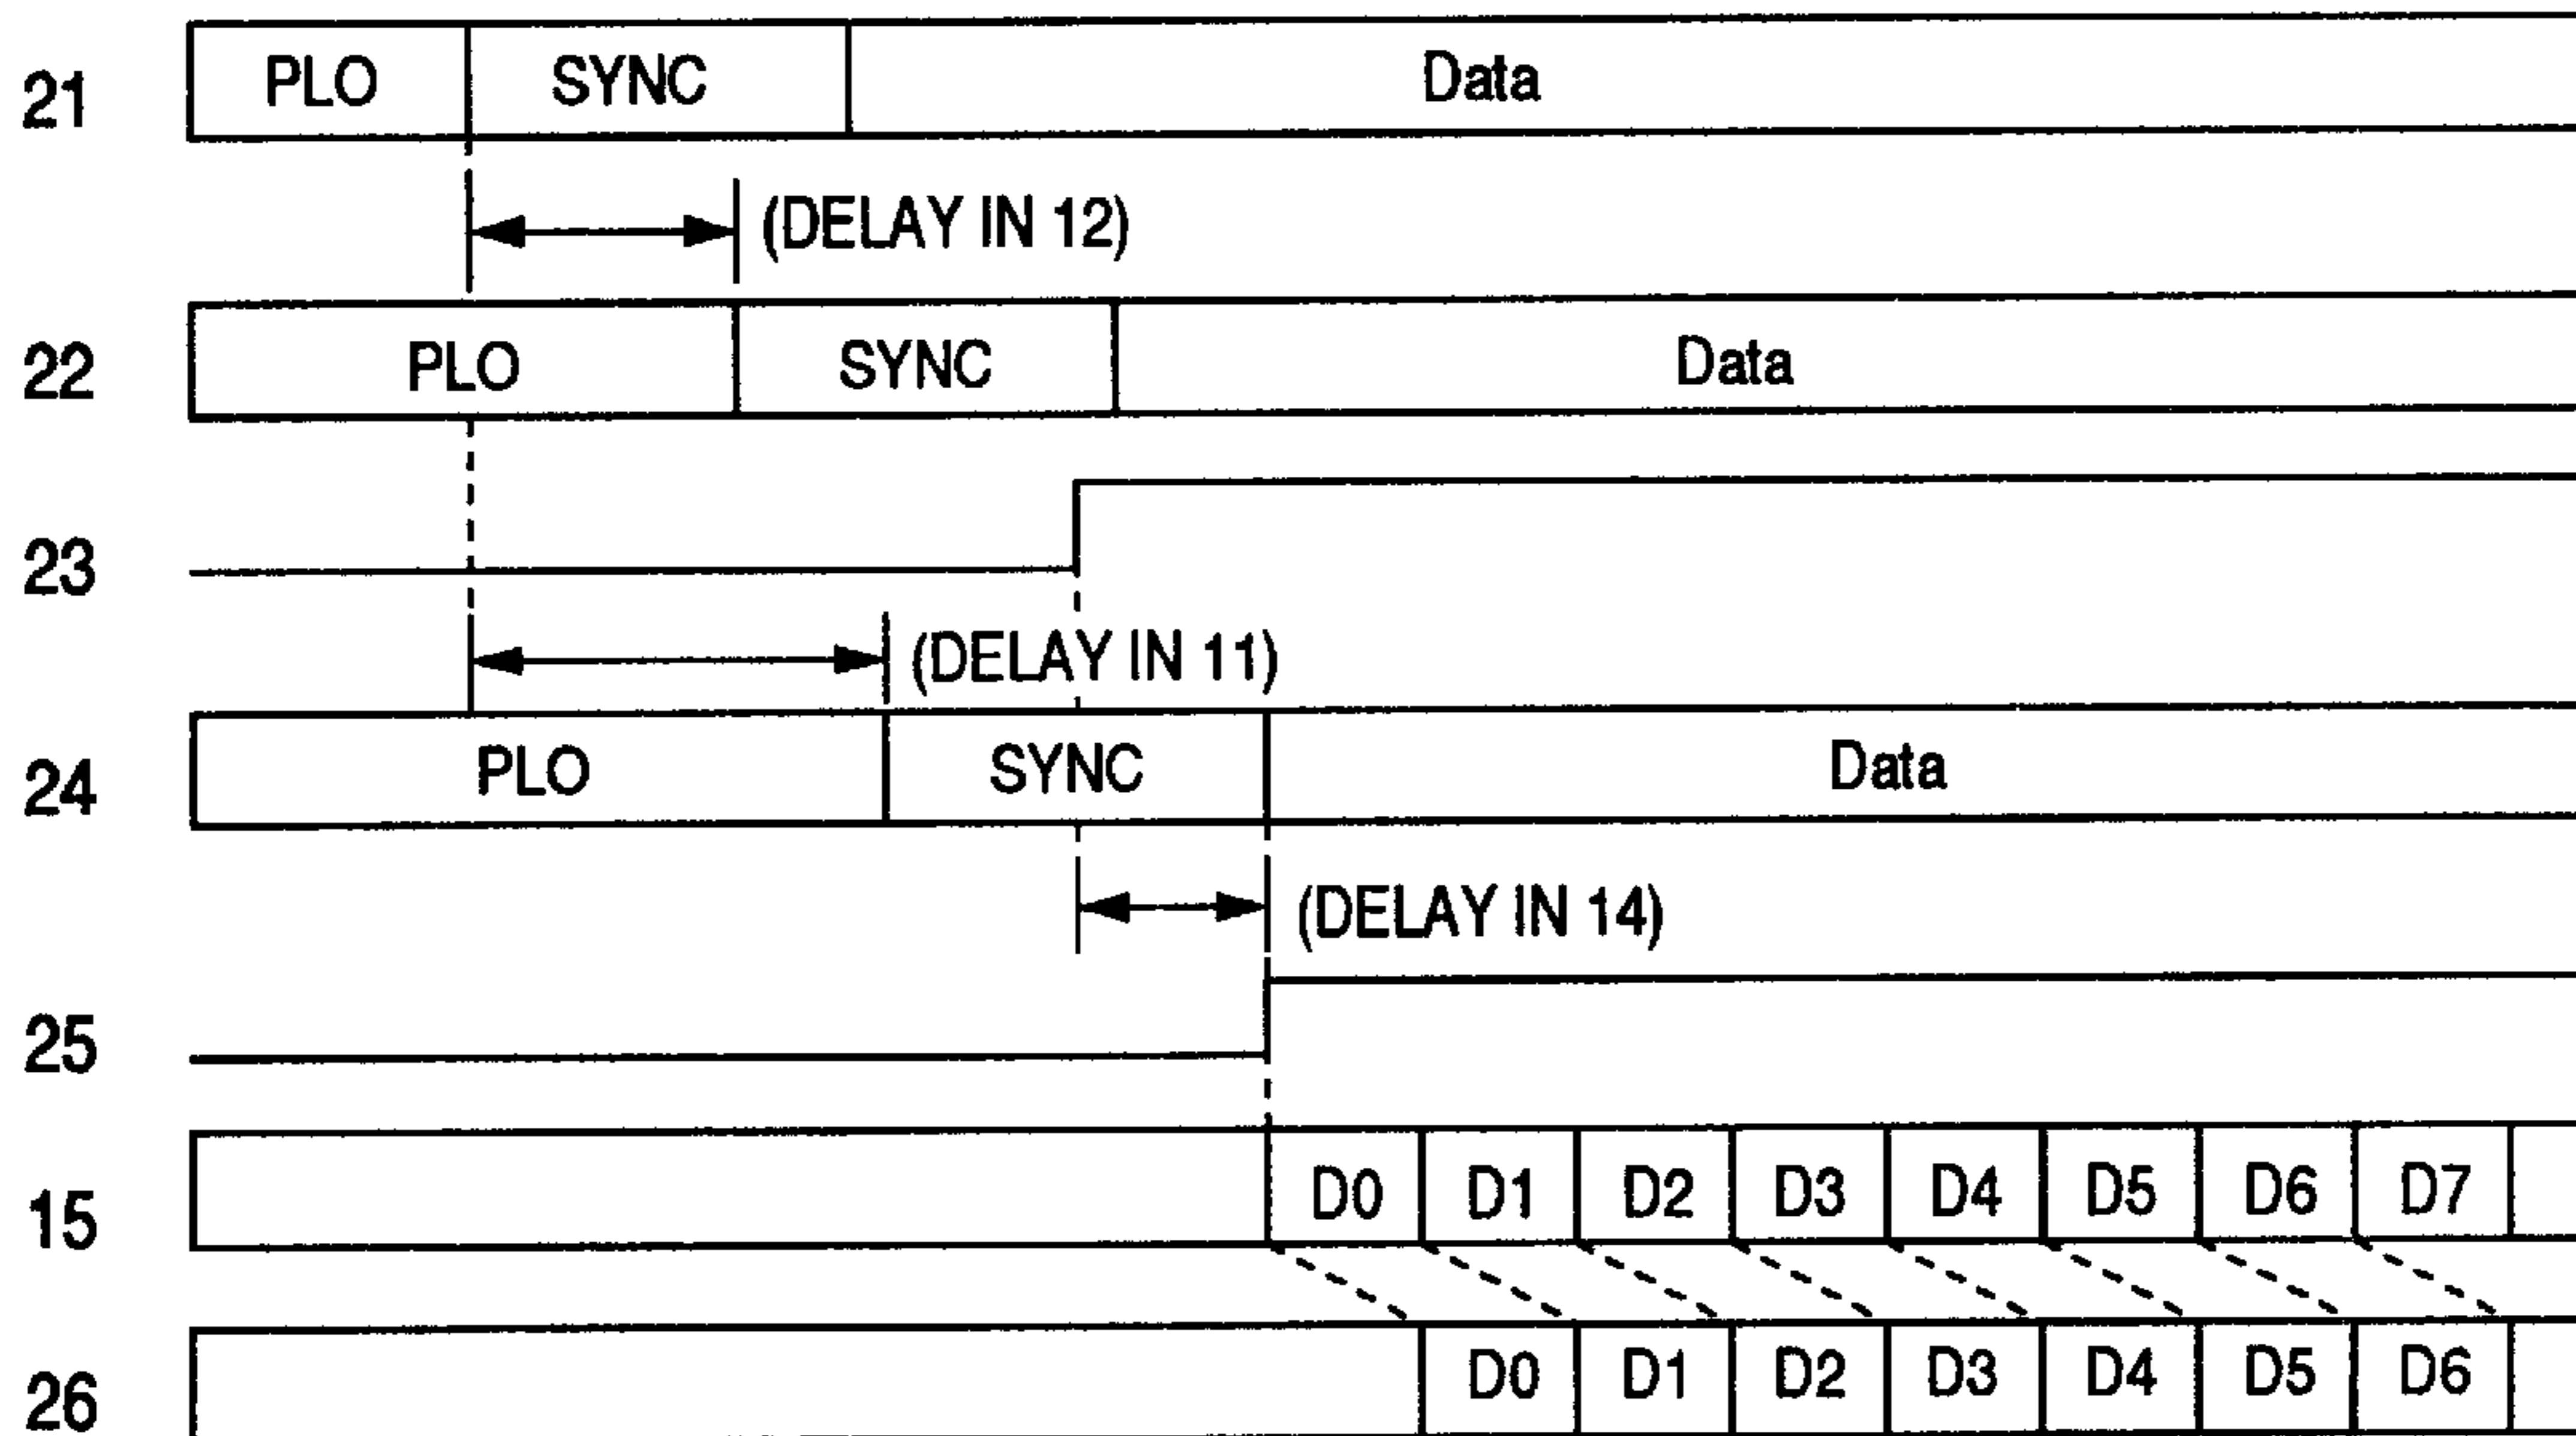 21 PLO SYNC Data
(DELAY IN 12)
22 PLO SYNC Data
23
(DELAY IN 11)
24 PLO SYNC Data
(DELAY IN 14)
25
15 D0 D1 D2 D3 D4 D5 D6 D7
26 D0 D1 D2 D3 D4 D5 D6